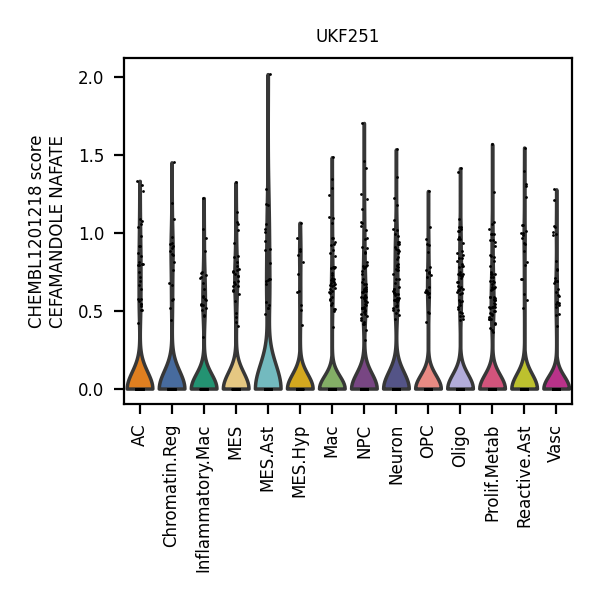 UKF251
CHEMBL1201218 score
CEFAMANDOLE NAFATE
2.0
1.5
1.0
0.5
0.0
AC
Chromatin.Reg
Inflammatory.Mac
MES
MES.Ast
MES.Hyp
Mac
NPC
Neuron
OPC
Oligo
Prolif.Metab
Reactive.Ast
Vasc